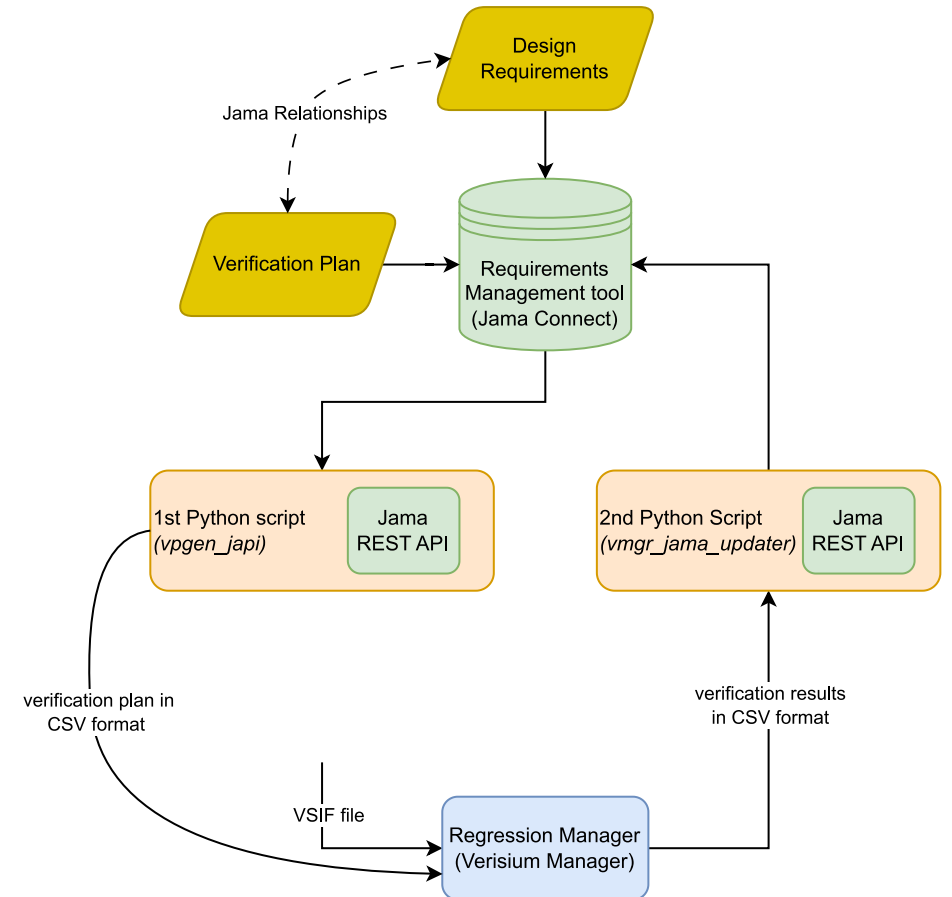 Design
Requirements
Jama Relationships
Verification Plan
Requirements
Management tool
(Jama Connect)
1st Python script
(vpgen_japi)
Jama
REST API
2nd Python Script
(vmgr_jama_updater)
Jama
REST API
verification plan in
CSV format
verification results
in CSV format
VSIF file
Regression Manager
(Verisium Manager)